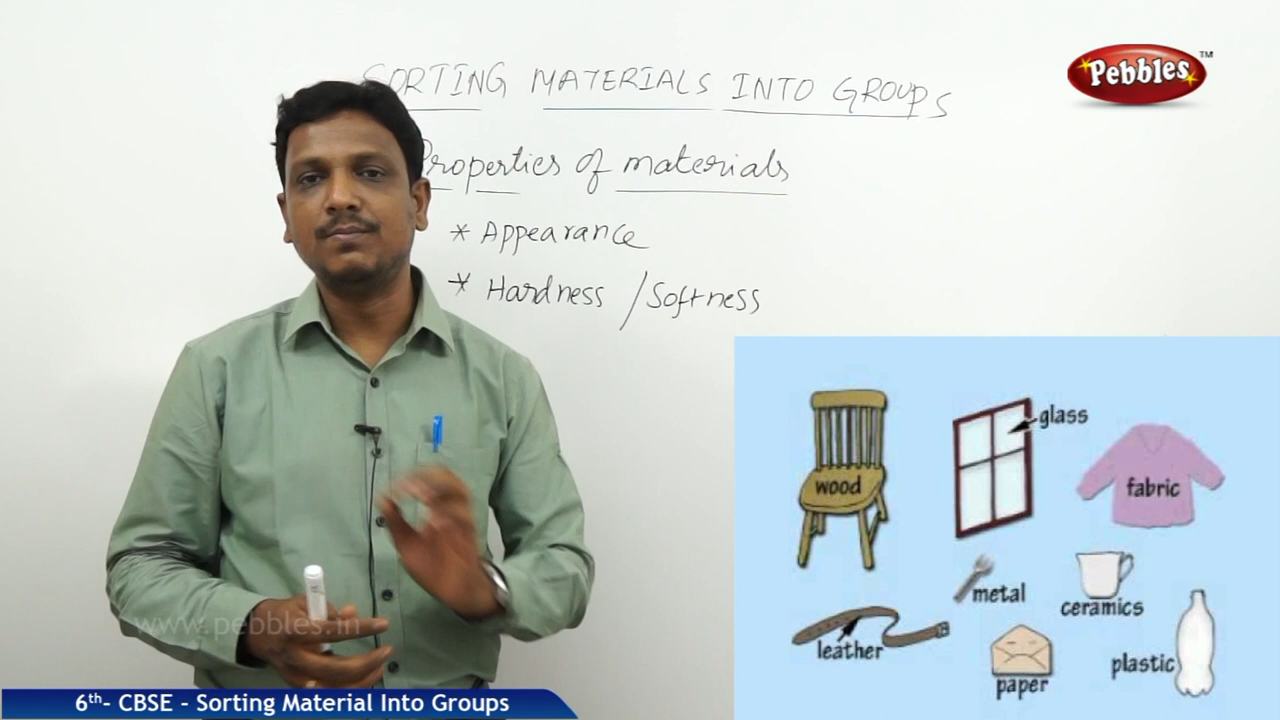 SORTING MATERIALS INTO GROUPS
Pebbles™
Properties of materials
* Appearance
* Hardness / Softness
glass
wood
fabric
metal
ceramics
leather
paper
plastic
www.pebbles.in
6th- CBSE - Sorting Material Into Groups